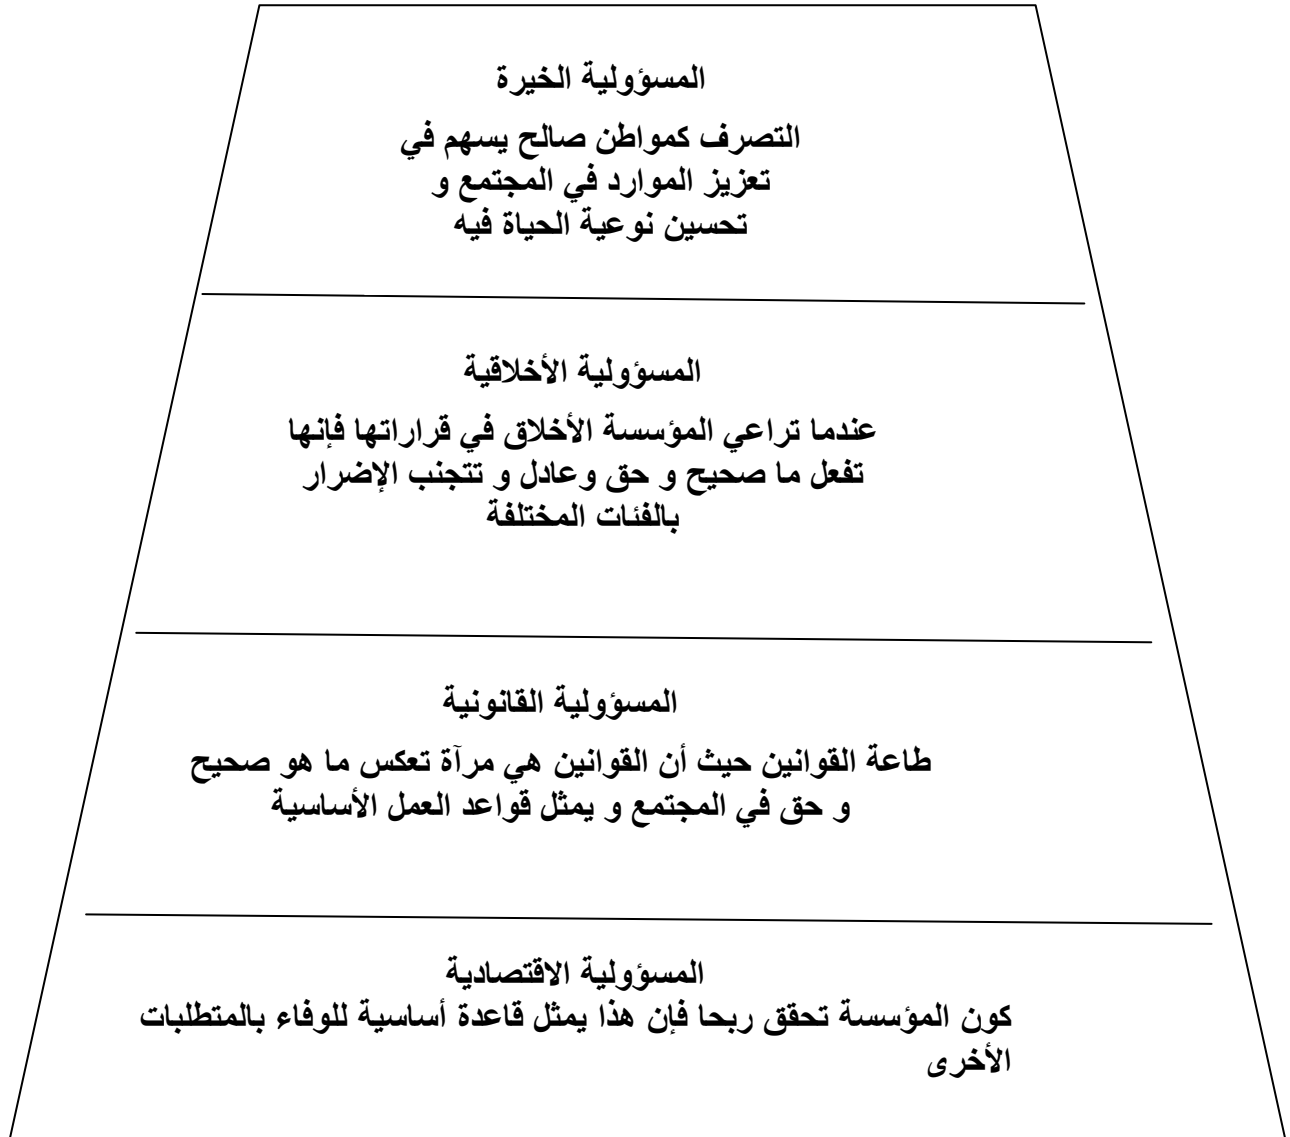 المسؤولية الخيرة
التصرف كمواطن صالح يسهم في
تعزيز الموارد في المجتمع و
تحسين نوعية الحياة فيه
المسؤولية الأخلاقية
عندما تراعي المؤسسة الأخلاق في قراراتها فإنها
تفعل ما صحيح و حق وعادل و تتجنب الإضرار
بالفئات المختلفة
المسؤولية القانونية
طاعة القوانين حيث أن القوانين هي مرآة تعكس ما هو صحيح
و حق في المجتمع و يمثل قواعد العمل الأساسية
المسؤولية الاقتصادية
كون المؤسسة تحقق ربحا فإن هذا يمثل قاعدة أساسية للوفاء بالمتطلبات
الأخرى